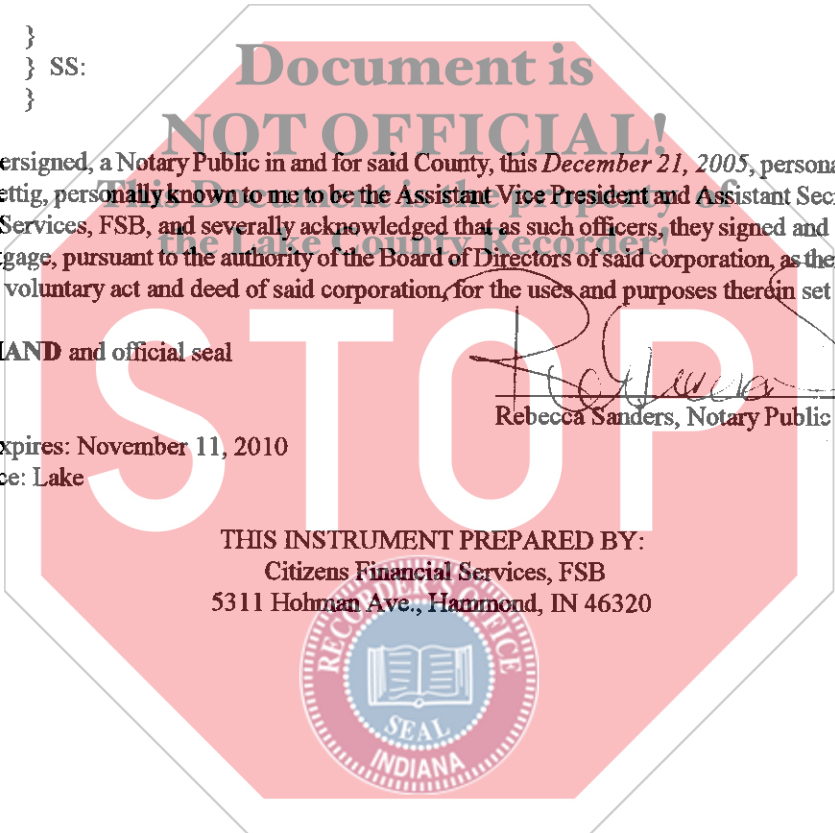 }
} SS:
}
Document is
NOT OFFICIAL!
This Document is the property of
the Lake County Recorder!
ersigned, a Notary Public in and for said County, this December 21, 2005, persona
ettig, personally known to me to be the Assistant Vice President and Assistant Sec
Services, FSB, and severally acknowledged that as such officers, they signed and
gage, pursuant to the authority of the Board of Directors of said corporation, as the
voluntary act and deed of said corporation, for the uses and purposes therein set
STOP
HAND and official seal
Rebecca Sanders, Notary Public
xpires: November 11, 2010
ce: Lake
THIS INSTRUMENT PREPARED BY:
Citizens Financial Services, FSB
5311 Hohman Ave., Hammond, IN 46320
RECORDER'S OFFICE
SEAL
INDIANA